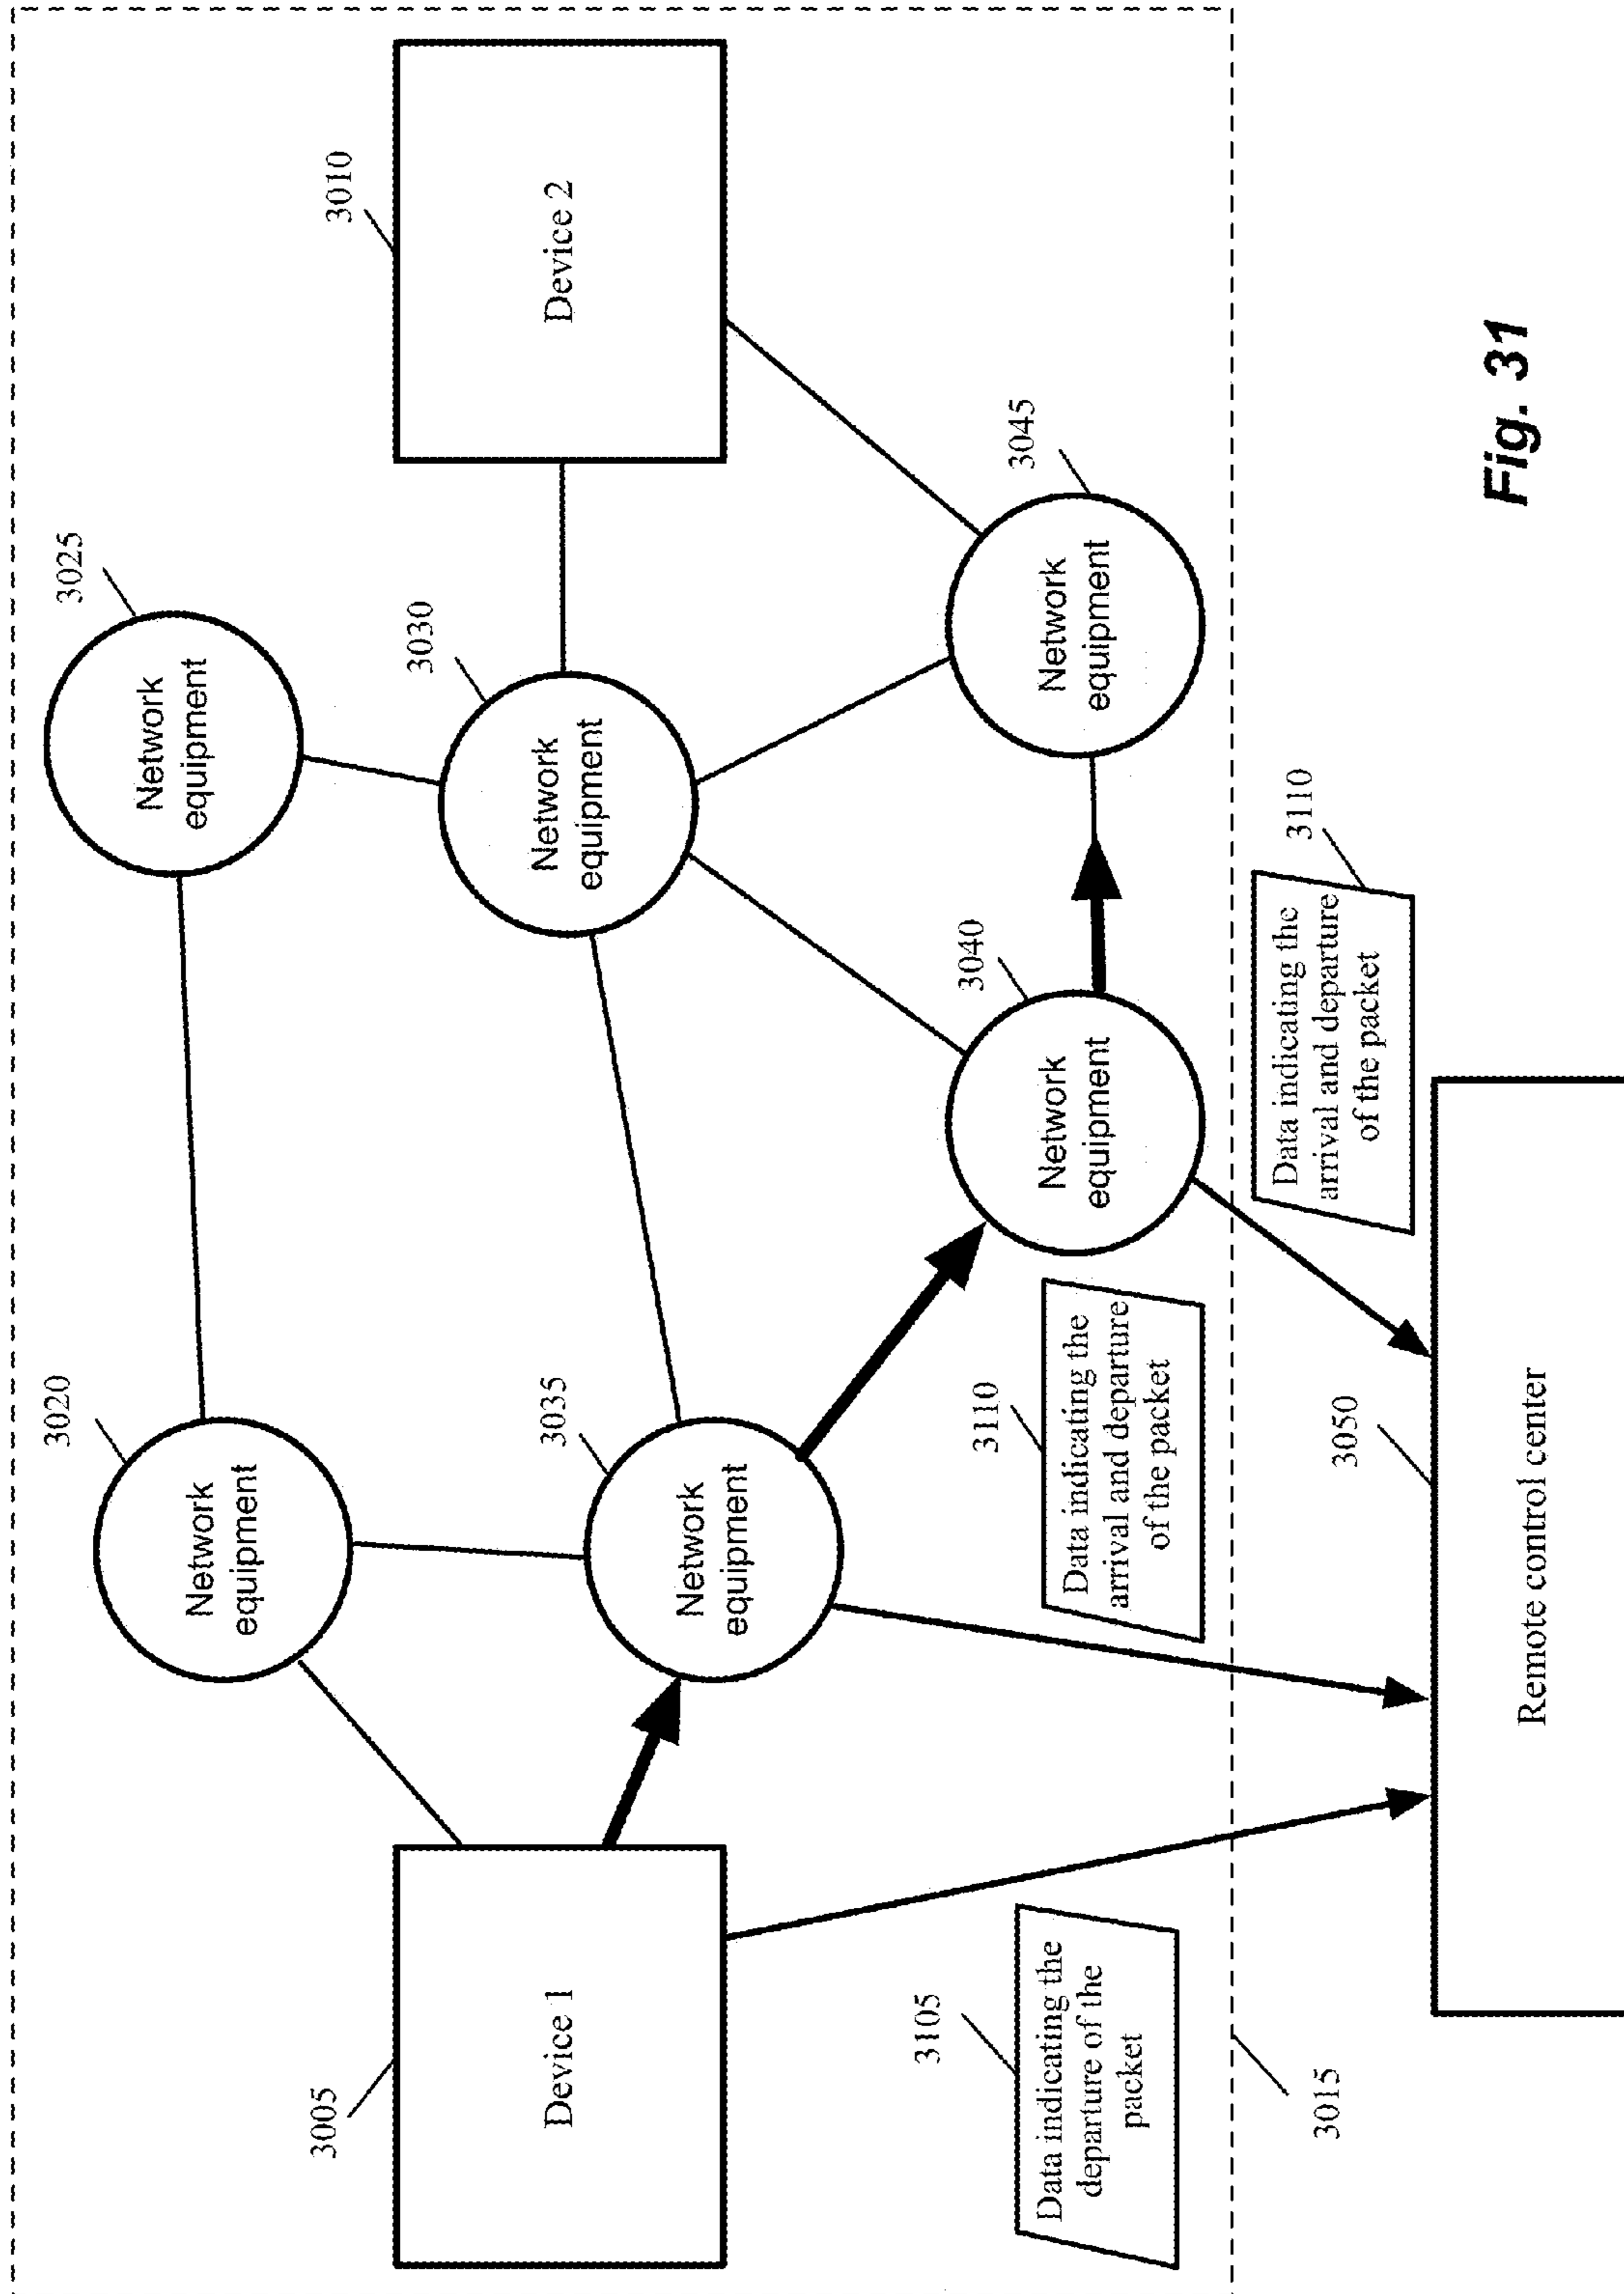 3025
Network
equipment
3020
Network
equipment
3010
Device 2
3030
Network
equipment
3035
Network
equipment
3005
Device 1
3045
Network
equipment
3040
Network
equipment
3110
Data indicating the
arrival and departure
of the packet
3110
Data indicating the
arrival and departure
of the packet
3105
Data indicating the
departure of the
packet
3015
3050
Remote control center
Fig. 31